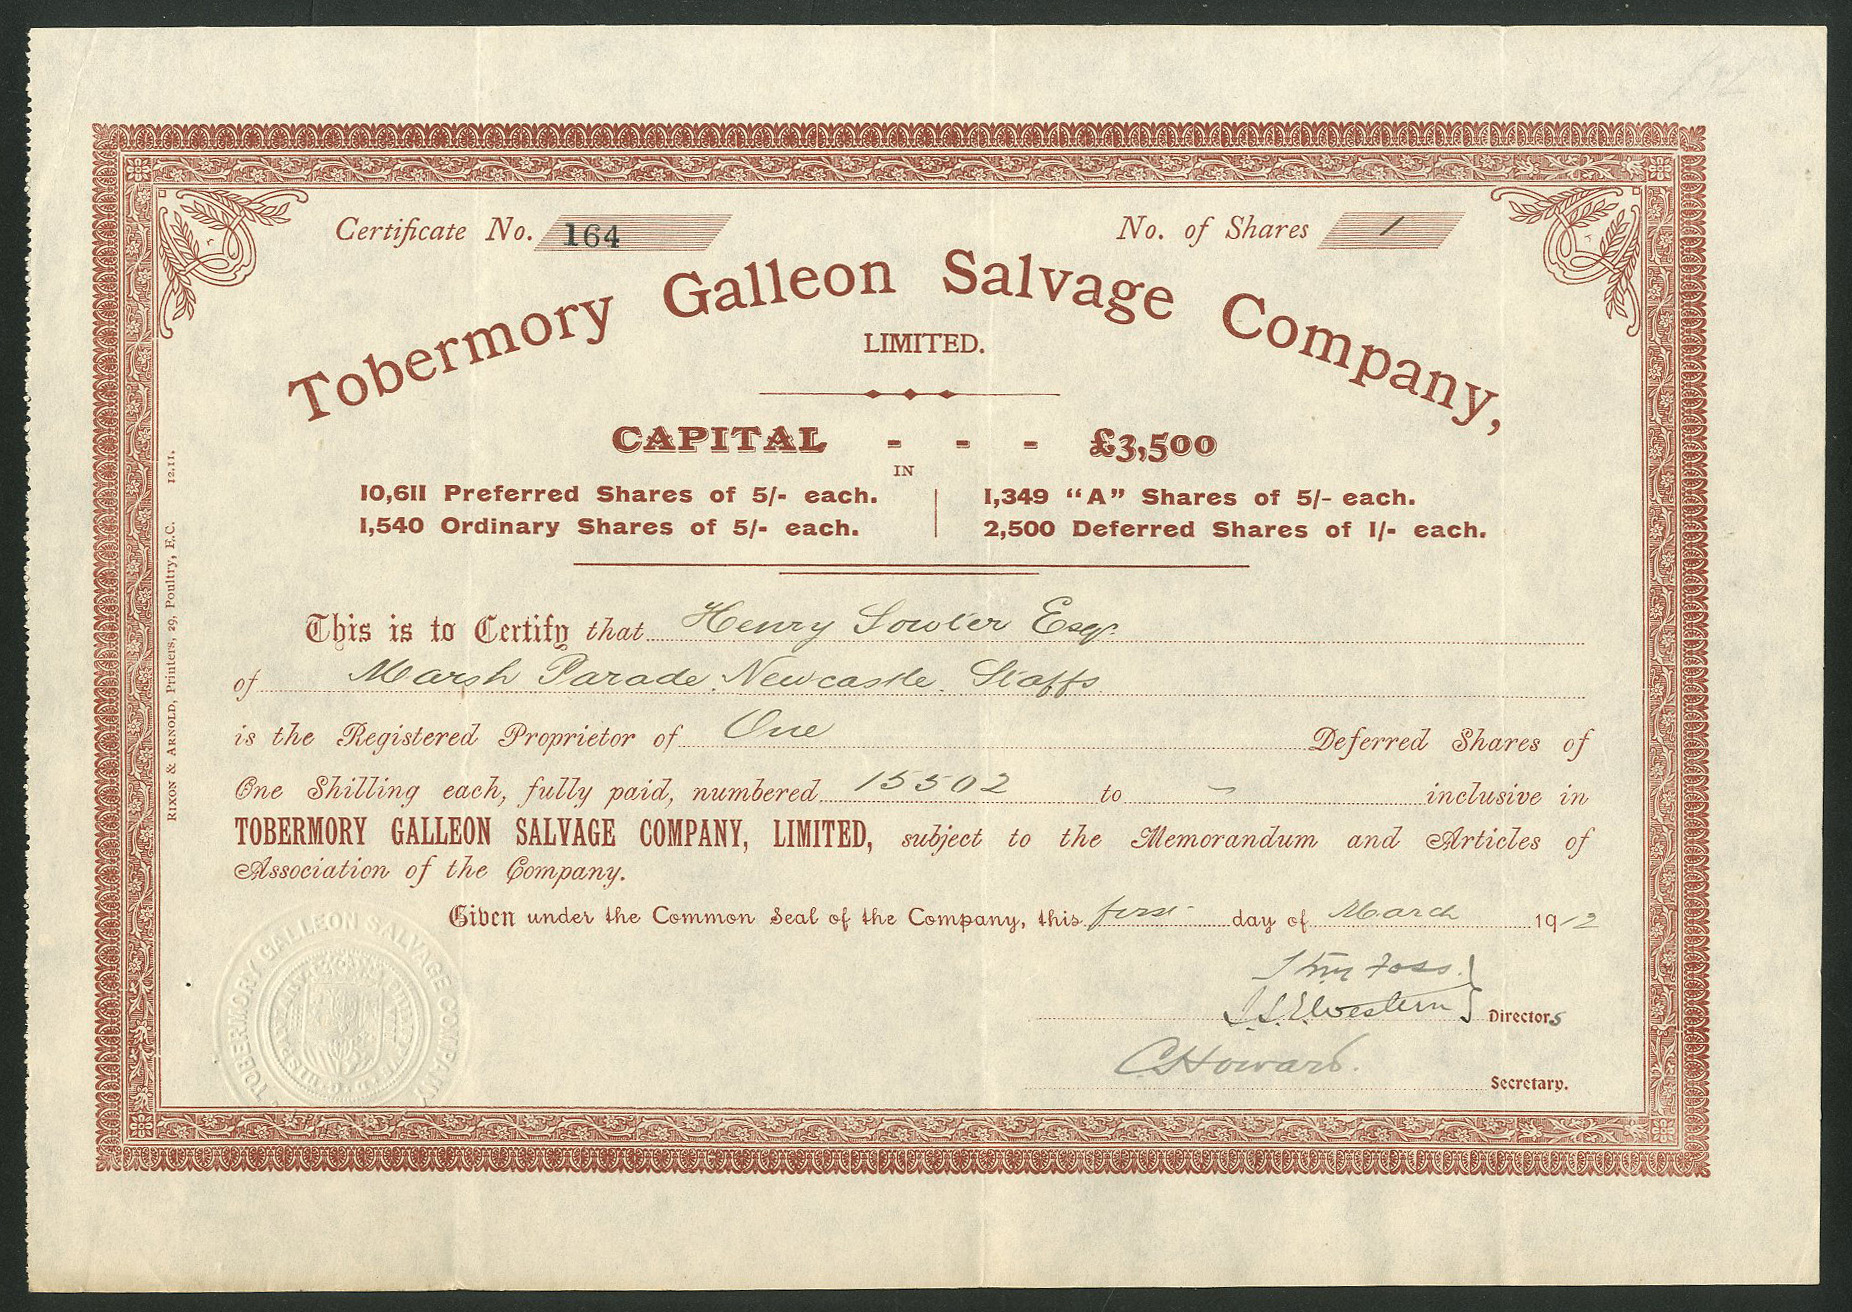 Certificate No. 164
No. of Shares 1
Tobermory Galleon Salvage Company,
LIMITED.
CAPITAL - - - £3,500
IN
10,611 Preferred Shares of 5/- each.
1,540 Ordinary Shares of 5/- each.
1,349 "A" Shares of 5/- each.
2,500 Deferred Shares of 1/- each.
This is to Certify that Henry Lowler Esqr.
of Marsh Parade, Newcastle, Staffs
is the Registered Proprietor of One Deferred Shares of
One Shilling each, fully paid, numbered 15502 to - inclusive in
TOBERMORY GALLEON SALVAGE COMPANY, LIMITED, subject to the Memorandum and Articles of
Association of the Company.
Given under the Common Seal of the Company, this first day of March 1912
Foss
Directors
C Howard.
Secretary.
TOBERMORY GALLEON SALVAGE COMPANY
RIXON & ARNOLD, Printers, 29, Poultry, E.C. 12.11.